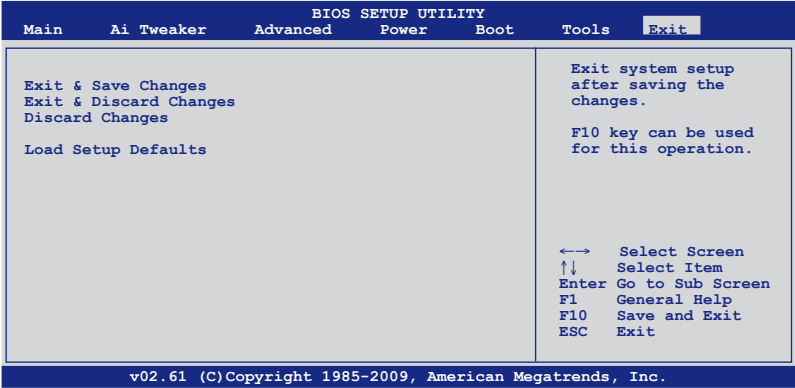 BIOS SETUP UTILITY
Main Ai Tweaker Advanced Power Boot Tools Exit
Exit & Save Changes
Exit & Discard Changes
Discard Changes
Load Setup Defaults
Exit system setup
after saving the
changes.
F10 key can be used
for this operation.
←→ Select Screen
↑↓ Select Item
Enter Go to Sub Screen
F1 General Help
F10 Save and Exit
ESC Exit
v02.61 (C)Copyright 1985-2009, American Megatrends, Inc.